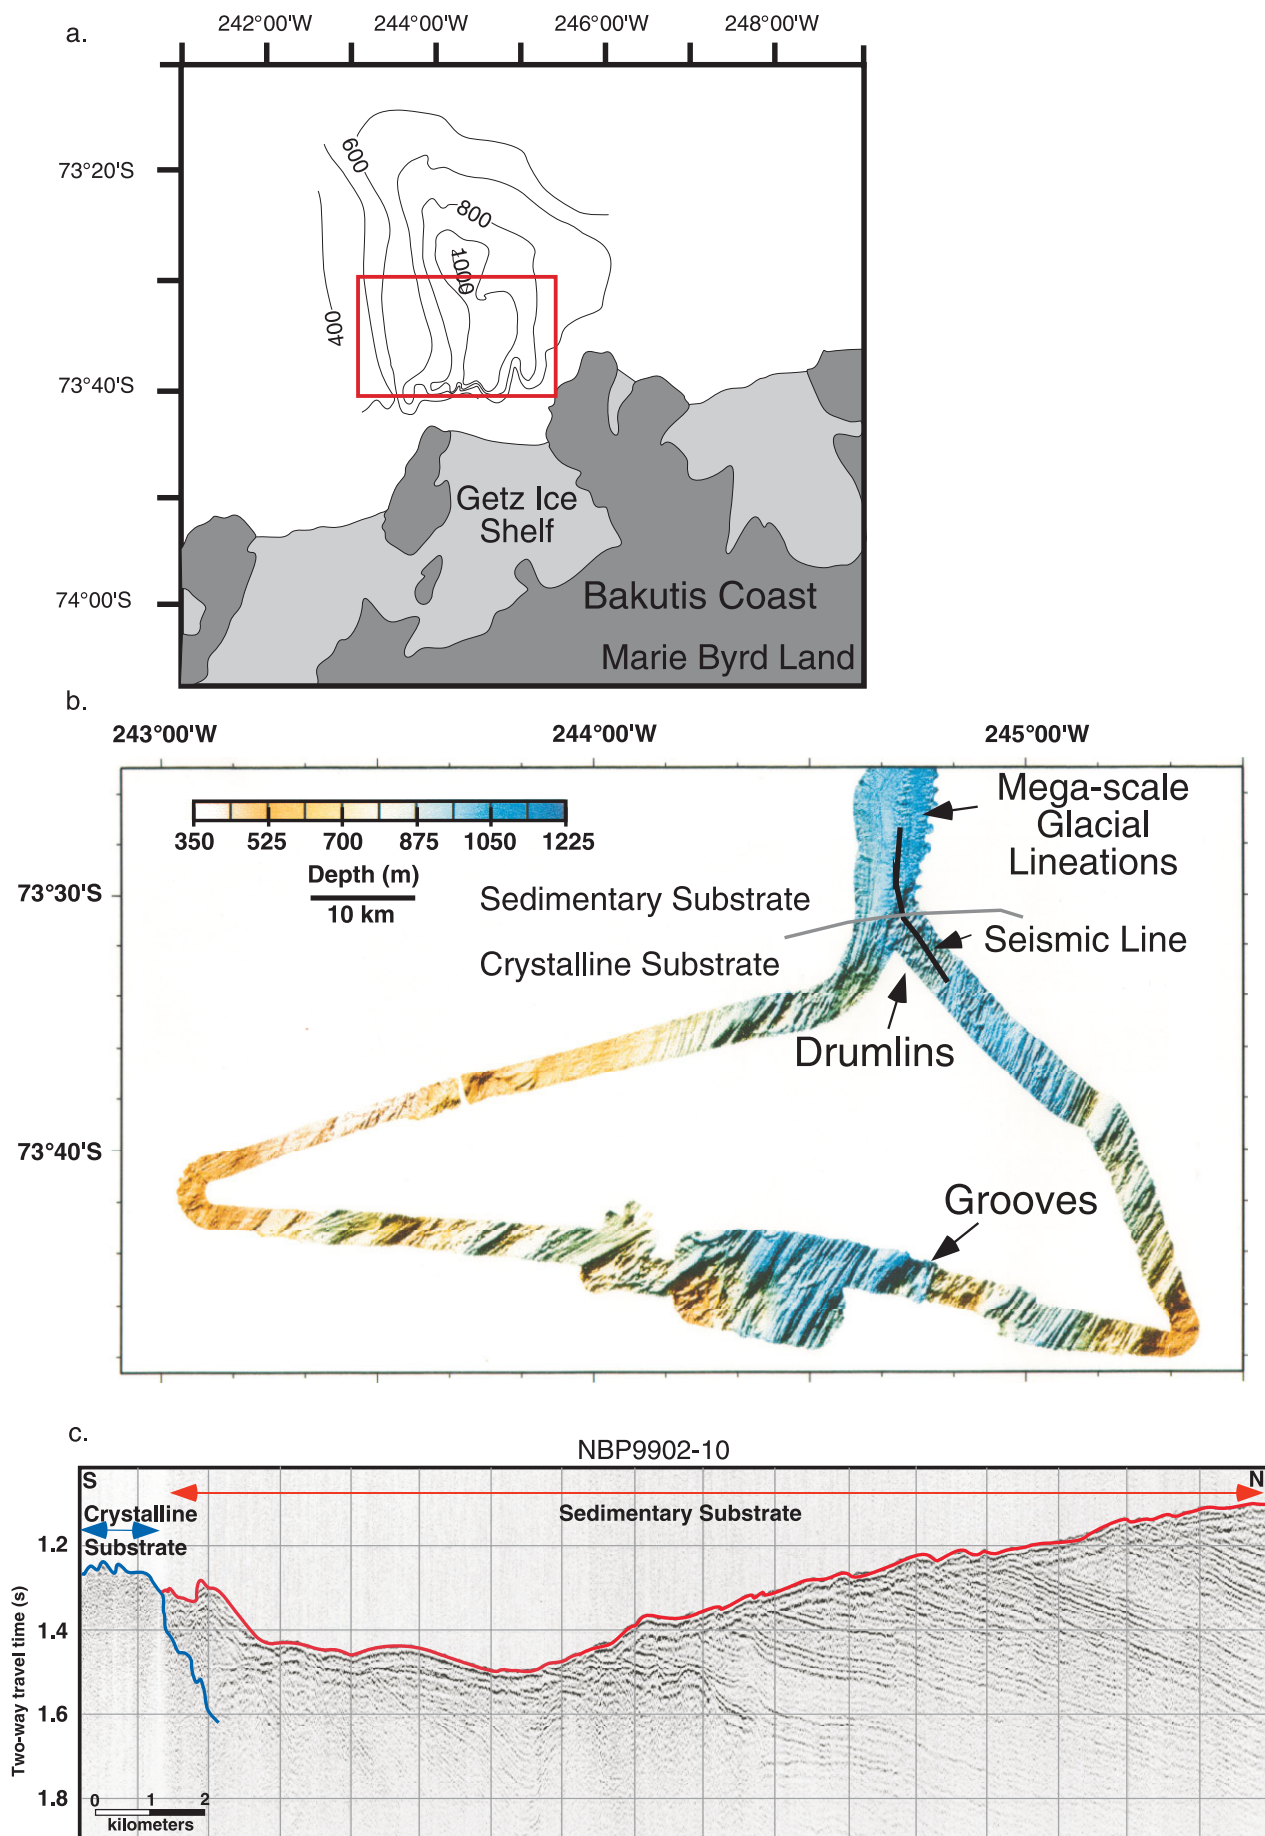 a.
242°00'W 244°00'W 246°00'W 248°00'W
73°20'S
600
800
1000
400
73°40'S
Getz Ice
Shelf
74°00'S
Bakutis Coast
Marie Byrd Land
b.
243°00'W 244°00'W 245°00'W
350 525 700 875 1050 1225
Depth (m)
10 km
Mega-scale
Glacial
Lineations
73°30'S
Sedimentary Substrate
Crystalline Substrate
Seismic Line
Drumlins
73°40'S
Grooves
c.
NBP9902-10
S N
Crystalline
Substrate
Sedimentary Substrate
Two-way travel time (s)
1.2
1.4
1.6
1.8
0 1 2
kilometers